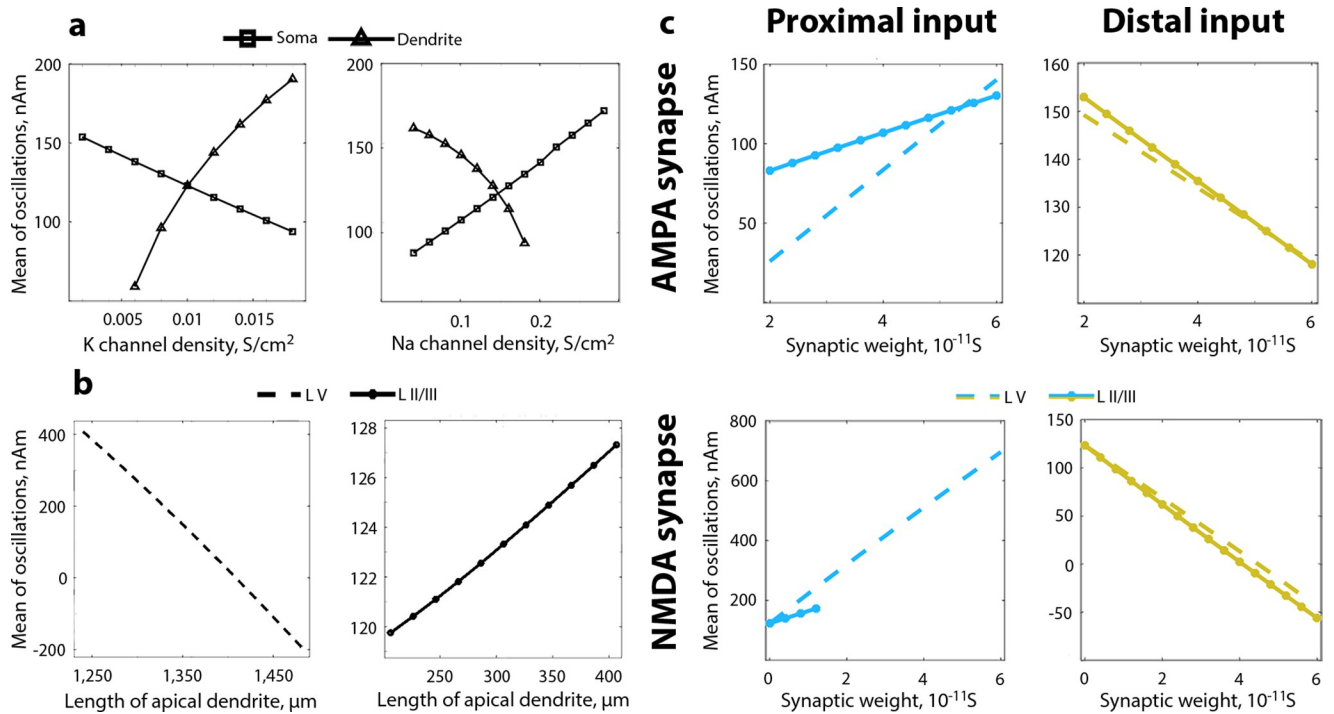 a
Soma
Dendrite
Mean of oscillations, nAm
200
150
100
0.005
0.01
0.015
K channel density, S/cm²
200
150
100
0.1
0.2
Na channel density, S/cm²
b
L V
L II/III
Mean of oscillations, nAm
400
200
0
-200
1,250
1,350
1,450
Length of apical dendrite, μm
128
126
124
122
120
250
300
350
400
Length of apical dendrite, μm
c
Proximal input
Distal input
AMPA synapse
Mean of oscillations, nAm
150
100
50
2
4
6
Synaptic weight, 10⁻¹¹S
160
150
140
130
120
2
4
6
Synaptic weight, 10⁻¹¹S
L V
L II/III
NMDA synapse
Mean of oscillations, nAm
800
600
400
200
0
2
4
6
Synaptic weight, 10⁻¹¹S
150
100
50
0
-50
0
2
4
6
Synaptic weight, 10⁻¹¹S